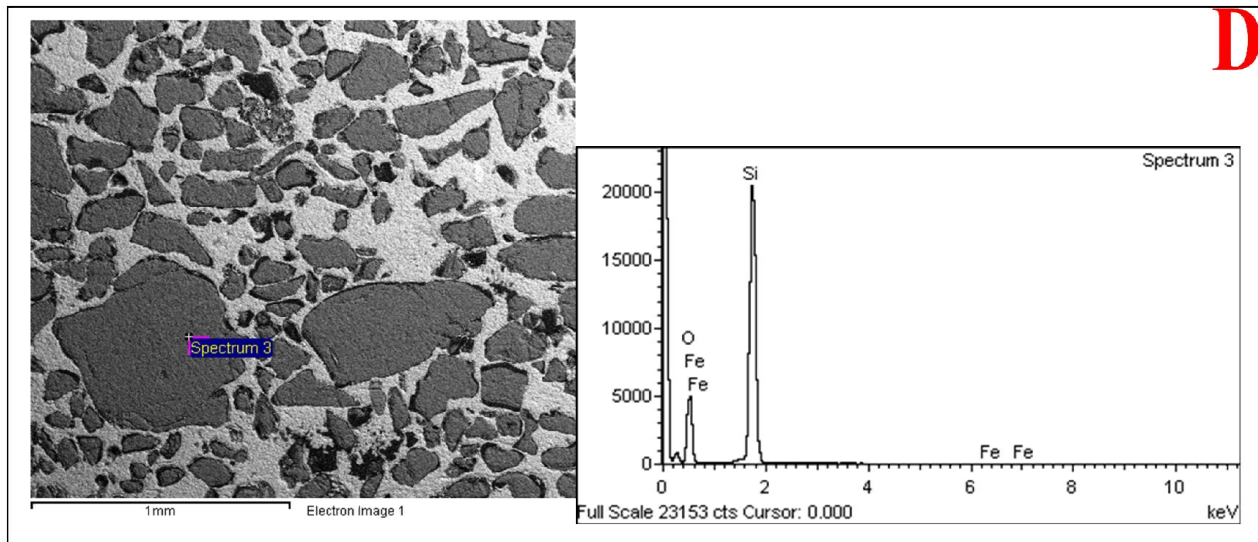 D
Spectrum 3
1mm
Electron Image 1
Spectrum 3
Si
20000
15000
10000
O
Fe
5000
Fe
Fe Fe
0
0 2 4 6 8 10
Full Scale 23153 cts Cursor: 0.000 keV